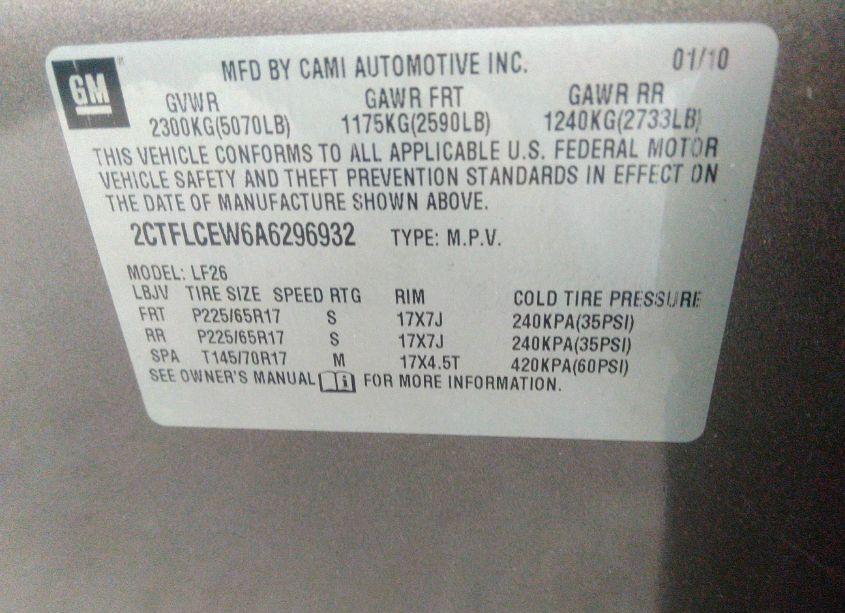 GM
MFD BY CAMI AUTOMOTIVE INC. 01/10
GVWR GAWR FRT GAWR RR
2300KG(5070LB) 1175KG(2590LB) 1240KG(2733LB)
THIS VEHICLE CONFORMS TO ALL APPLICABLE U.S. FEDERAL MOTOR
VEHICLE SAFETY AND THEFT PREVENTION STANDARDS IN EFFECT ON
THE DATE OF MANUFACTURE SHOWN ABOVE.
2CTFLCEW6A6296932 TYPE: M.P.V.
MODEL: LF26
LBJV TIRE SIZE SPEED RTG RIM COLD TIRE PRESSURE
FRT P225/65R17 S 17X7J 240KPA(35PSI)
RR P225/65R17 S 17X7J 240KPA(35PSI)
SPA T145/70R17 M 17X4.5T 420KPA(60PSI)
SEE OWNER'S MANUAL FOR MORE INFORMATION.